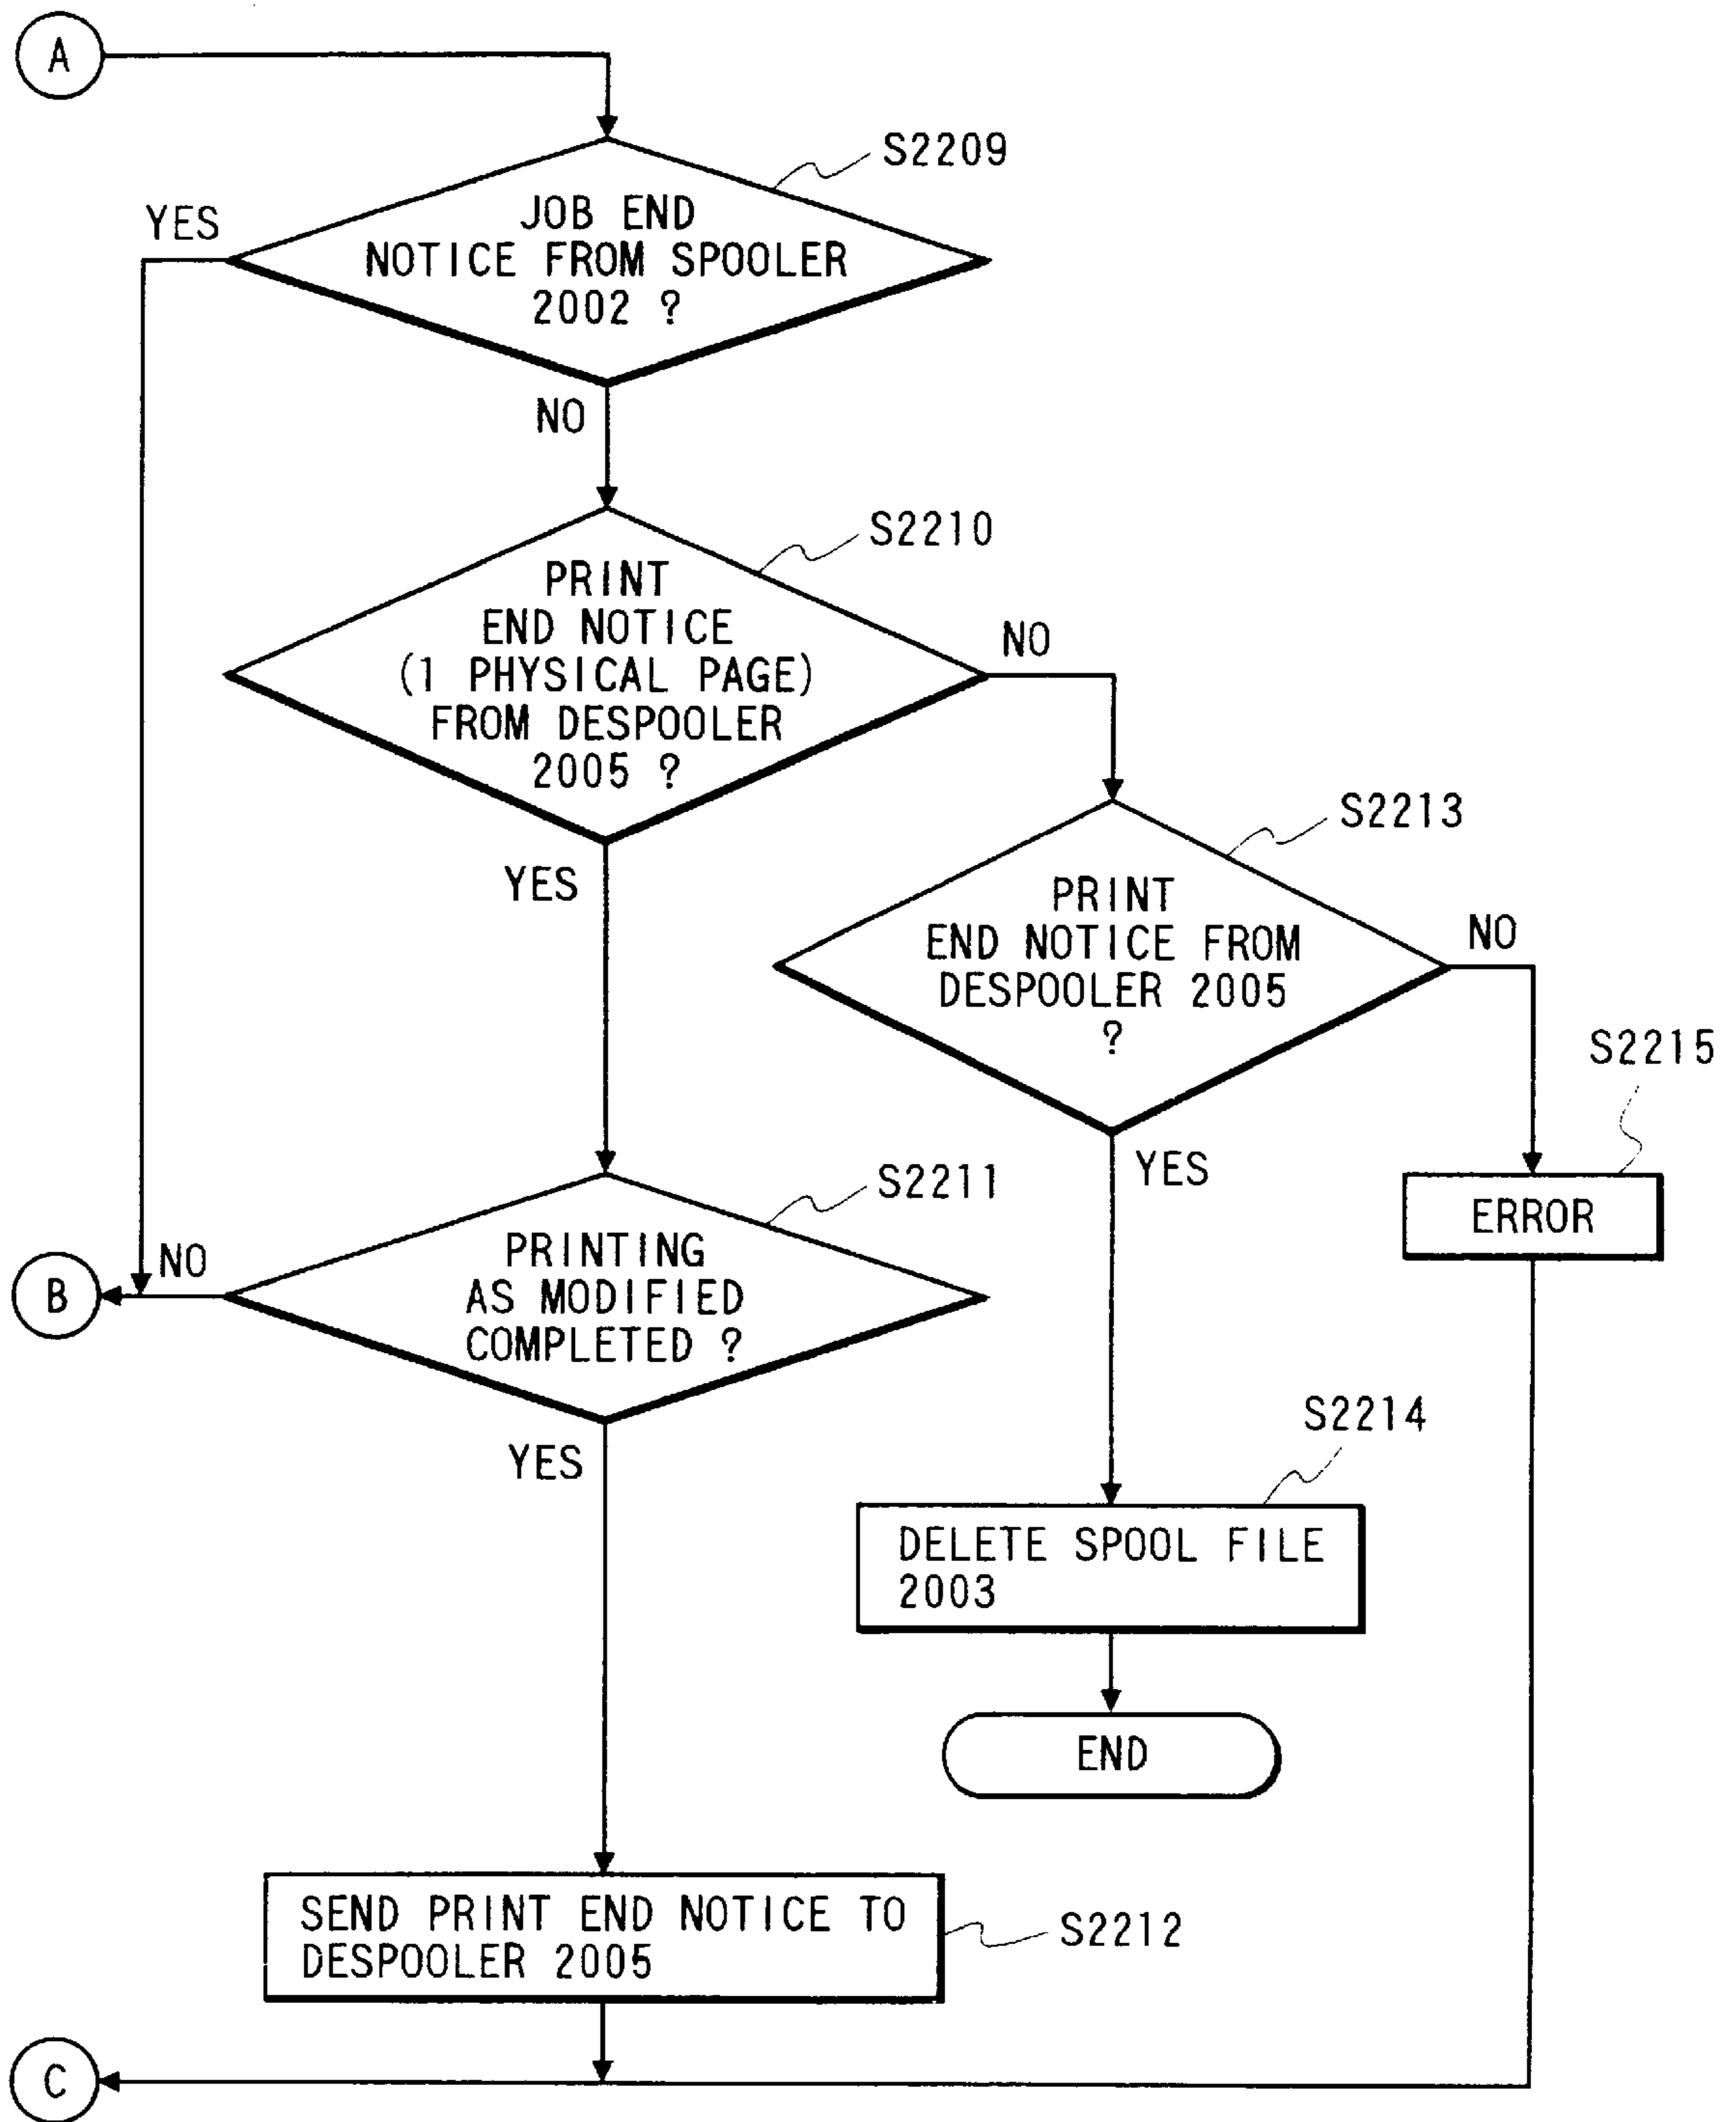 A
S2209
YES
JOB END
NOTICE FROM SPOOLER
2002 ?
NO
S2210
PRINT
END NOTICE
(1 PHYSICAL PAGE)
FROM DESPOOLER
2005 ?
NO
YES
S2213
PRINT
END NOTICE FROM
DESPOOLER 2005
?
NO
S2215
ERROR
YES
S2211
PRINTING
AS MODIFIED
COMPLETED ?
NO
B
YES
S2214
DELETE SPOOL FILE
2003
END
SEND PRINT END NOTICE TO
DESPOOLER 2005
S2212
C